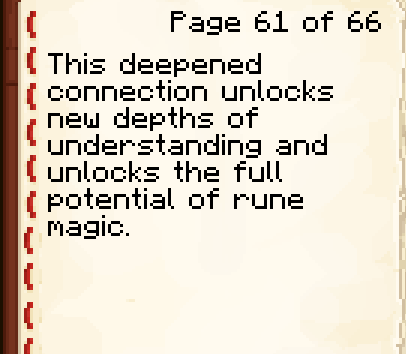 Page 61 of 66
This deepened
connection unlocks
new depths of
understanding and
unlocks the full
potential of rune
magic.